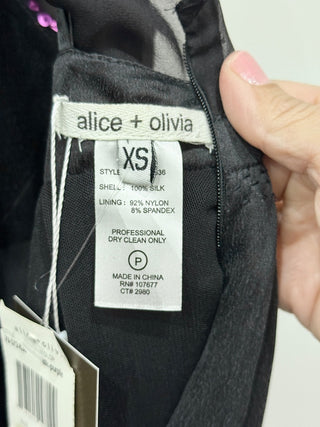 alice + olivia
XS
STYLE
SHELL: 100% SILK
LINING: 92% NYLON
8% SPANDEX
PROFESSIONAL
DRY CLEAN ONLY
P
MADE IN CHINA
RN# 107677
CT# 2980